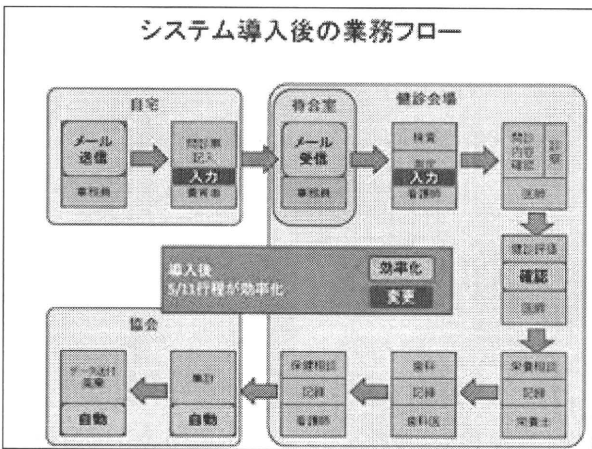 システム導入後の業務フロー
自宅
待合室
健診会場
メール
送信
事務員
問診票
記入
入力
メール
受信
事務員
検査
測定
入力
看護師
問診
内容
確認
診察
医師
健診評価
確認
医師
導入後
5/11行程が効率化
効率化
変更
協会
集計
自動
自動
保健相談
記録
看護師
歯科
記録
歯科医
栄養相談
記録
栄養士